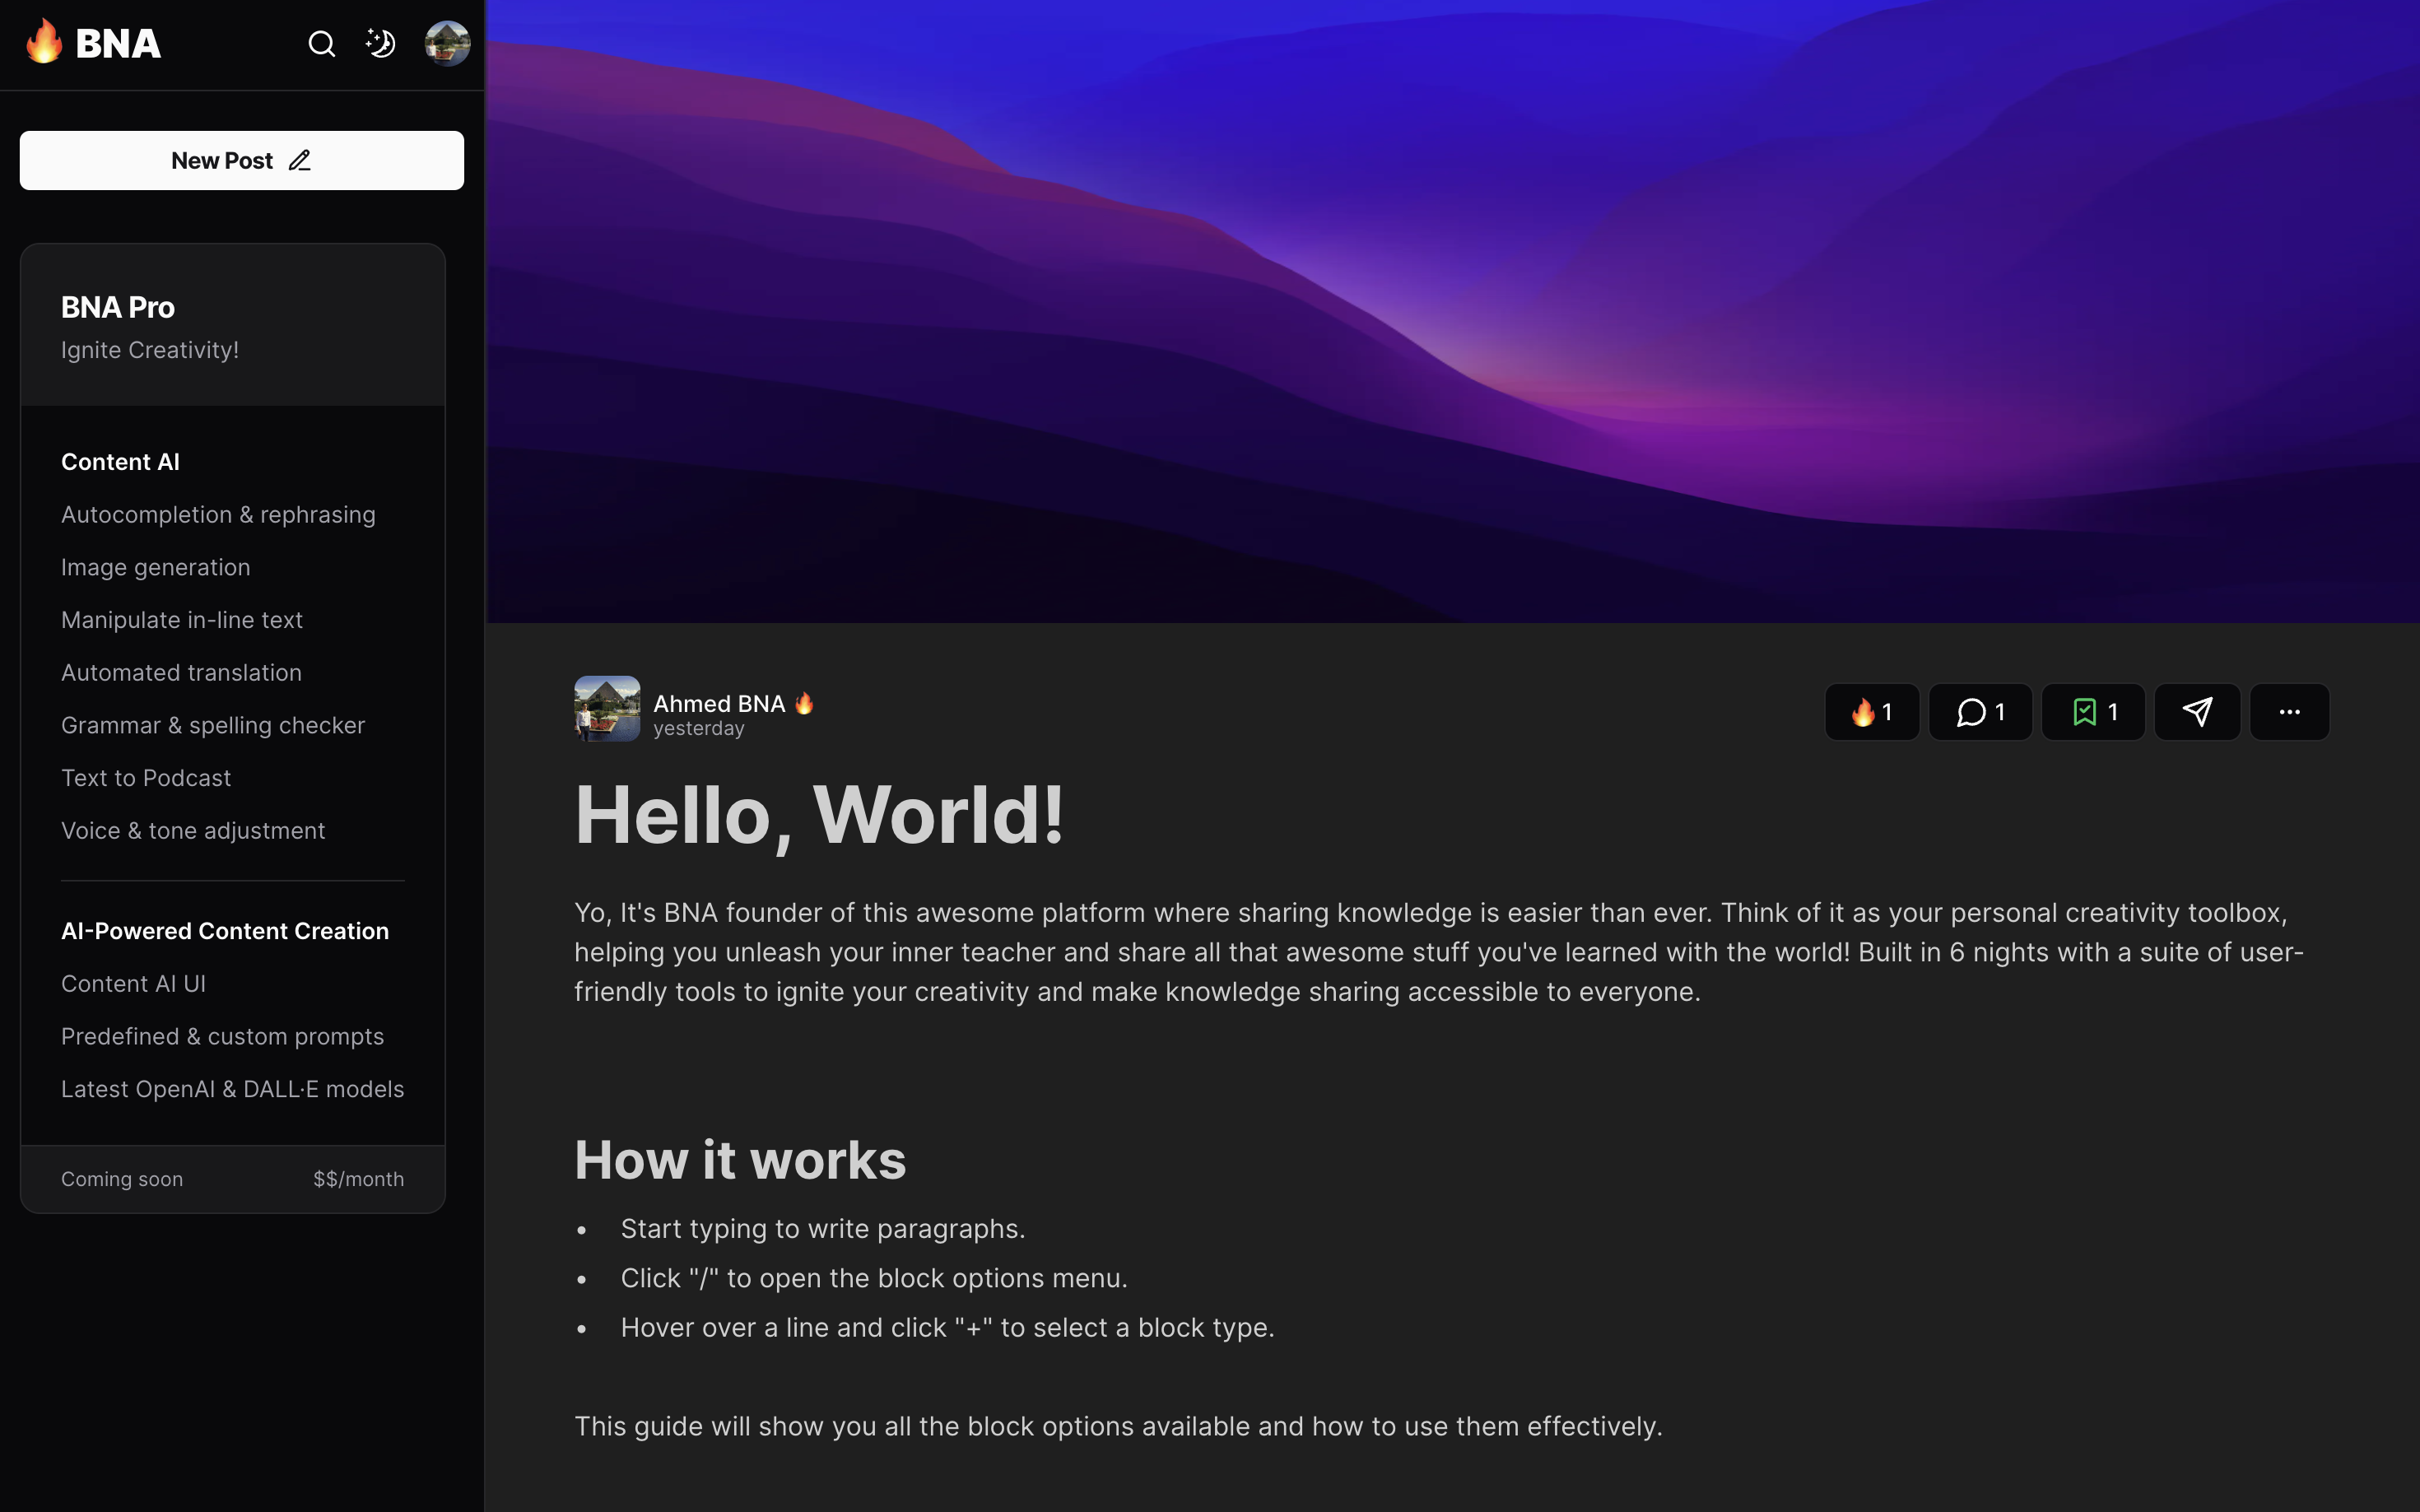 BNA
New Post
BNA Pro
Ignite Creativity!
Content AI
Autocompletion & rephrasing
Image generation
Manipulate in-line text
Automated translation
Grammar & spelling checker
Text to Podcast
Voice & tone adjustment
AI-Powered Content Creation
Content AI UI
Predefined & custom prompts
Latest OpenAI & DALL·E models
Coming soon $$/month
Ahmed BNA 🔥
yesterday
🔥 1 1 1 ···
Hello, World!
Yo, It's BNA founder of this awesome platform where sharing knowledge is easier than ever. Think of it as your personal creativity toolbox,
helping you unleash your inner teacher and share all that awesome stuff you've learned with the world! Built in 6 nights with a suite of user-
friendly tools to ignite your creativity and make knowledge sharing accessible to everyone.
How it works
• Start typing to write paragraphs.
• Click "/" to open the block options menu.
• Hover over a line and click "+" to select a block type.
This guide will show you all the block options available and how to use them effectively.